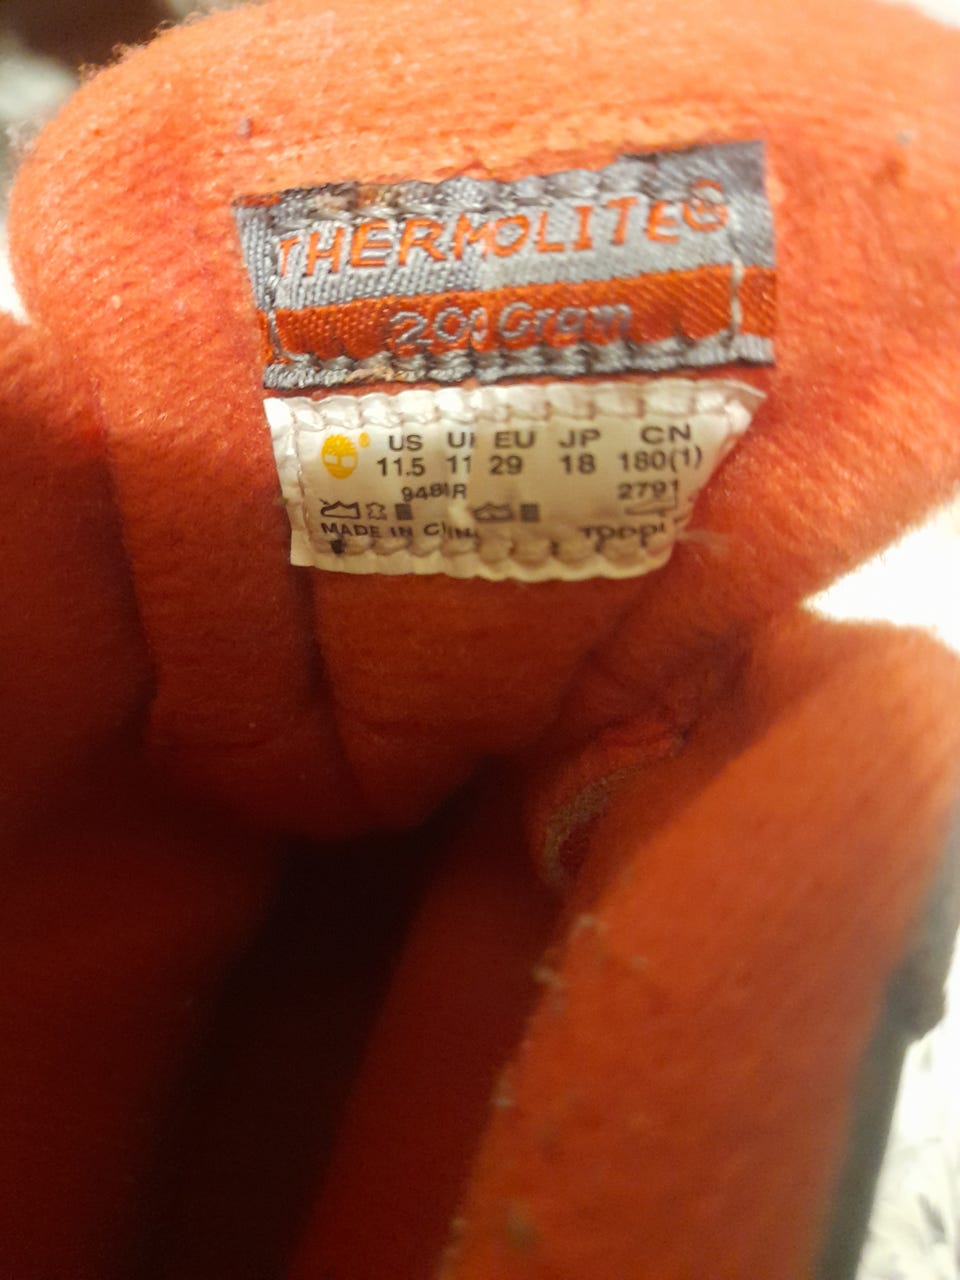 THERMOLITE®
200 Gram
US UK EU JP CN
11.5 11 29 18 180(1)
948IR 2791
MADE IN CHINA